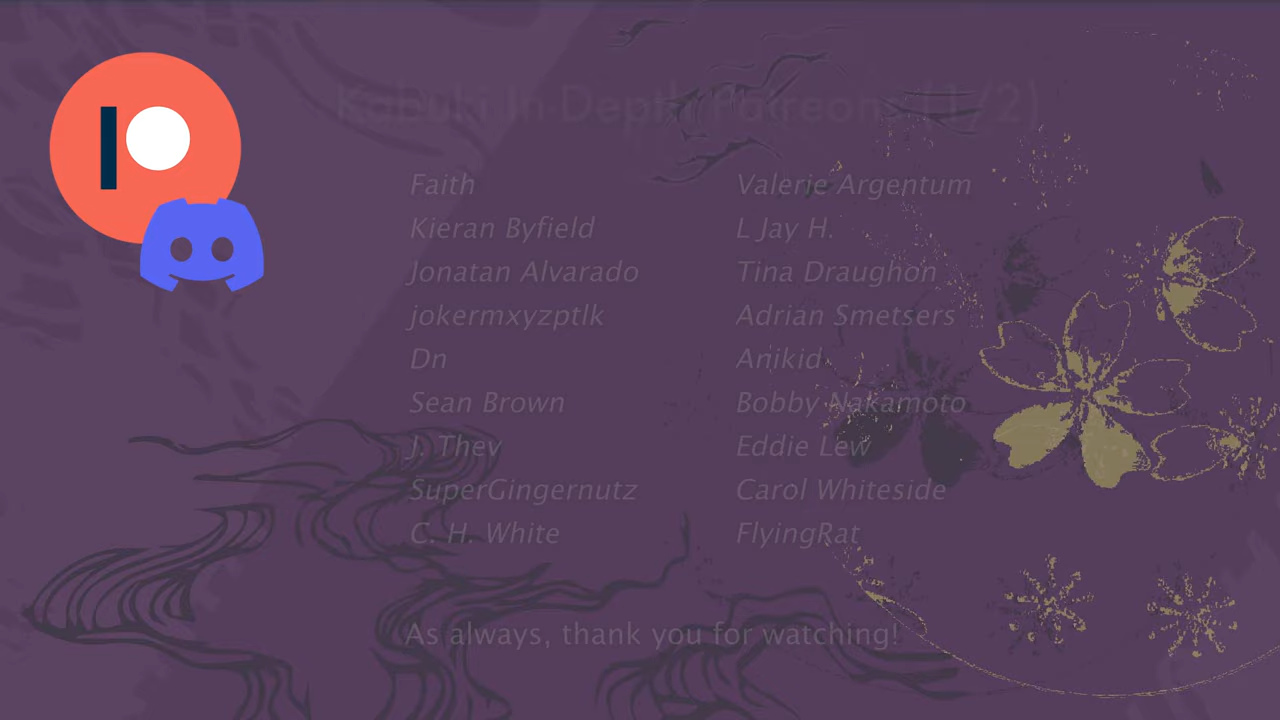 Kabuki In Depth Patreons (1/2)
Faith
Kieran Byfield
Jonatan Alvarado
jokermxyzptlk
Dn
Sean Brown
J. They
SuperGingernutz
C. H. White
Valerie Argentum
L Jay H.
Tina Draughon
Adrian Smetsers
Anikid
Bobby Nakamoto
Eddie Lew
Carol Whiteside
FlyingRat
As always, thank you for watching!